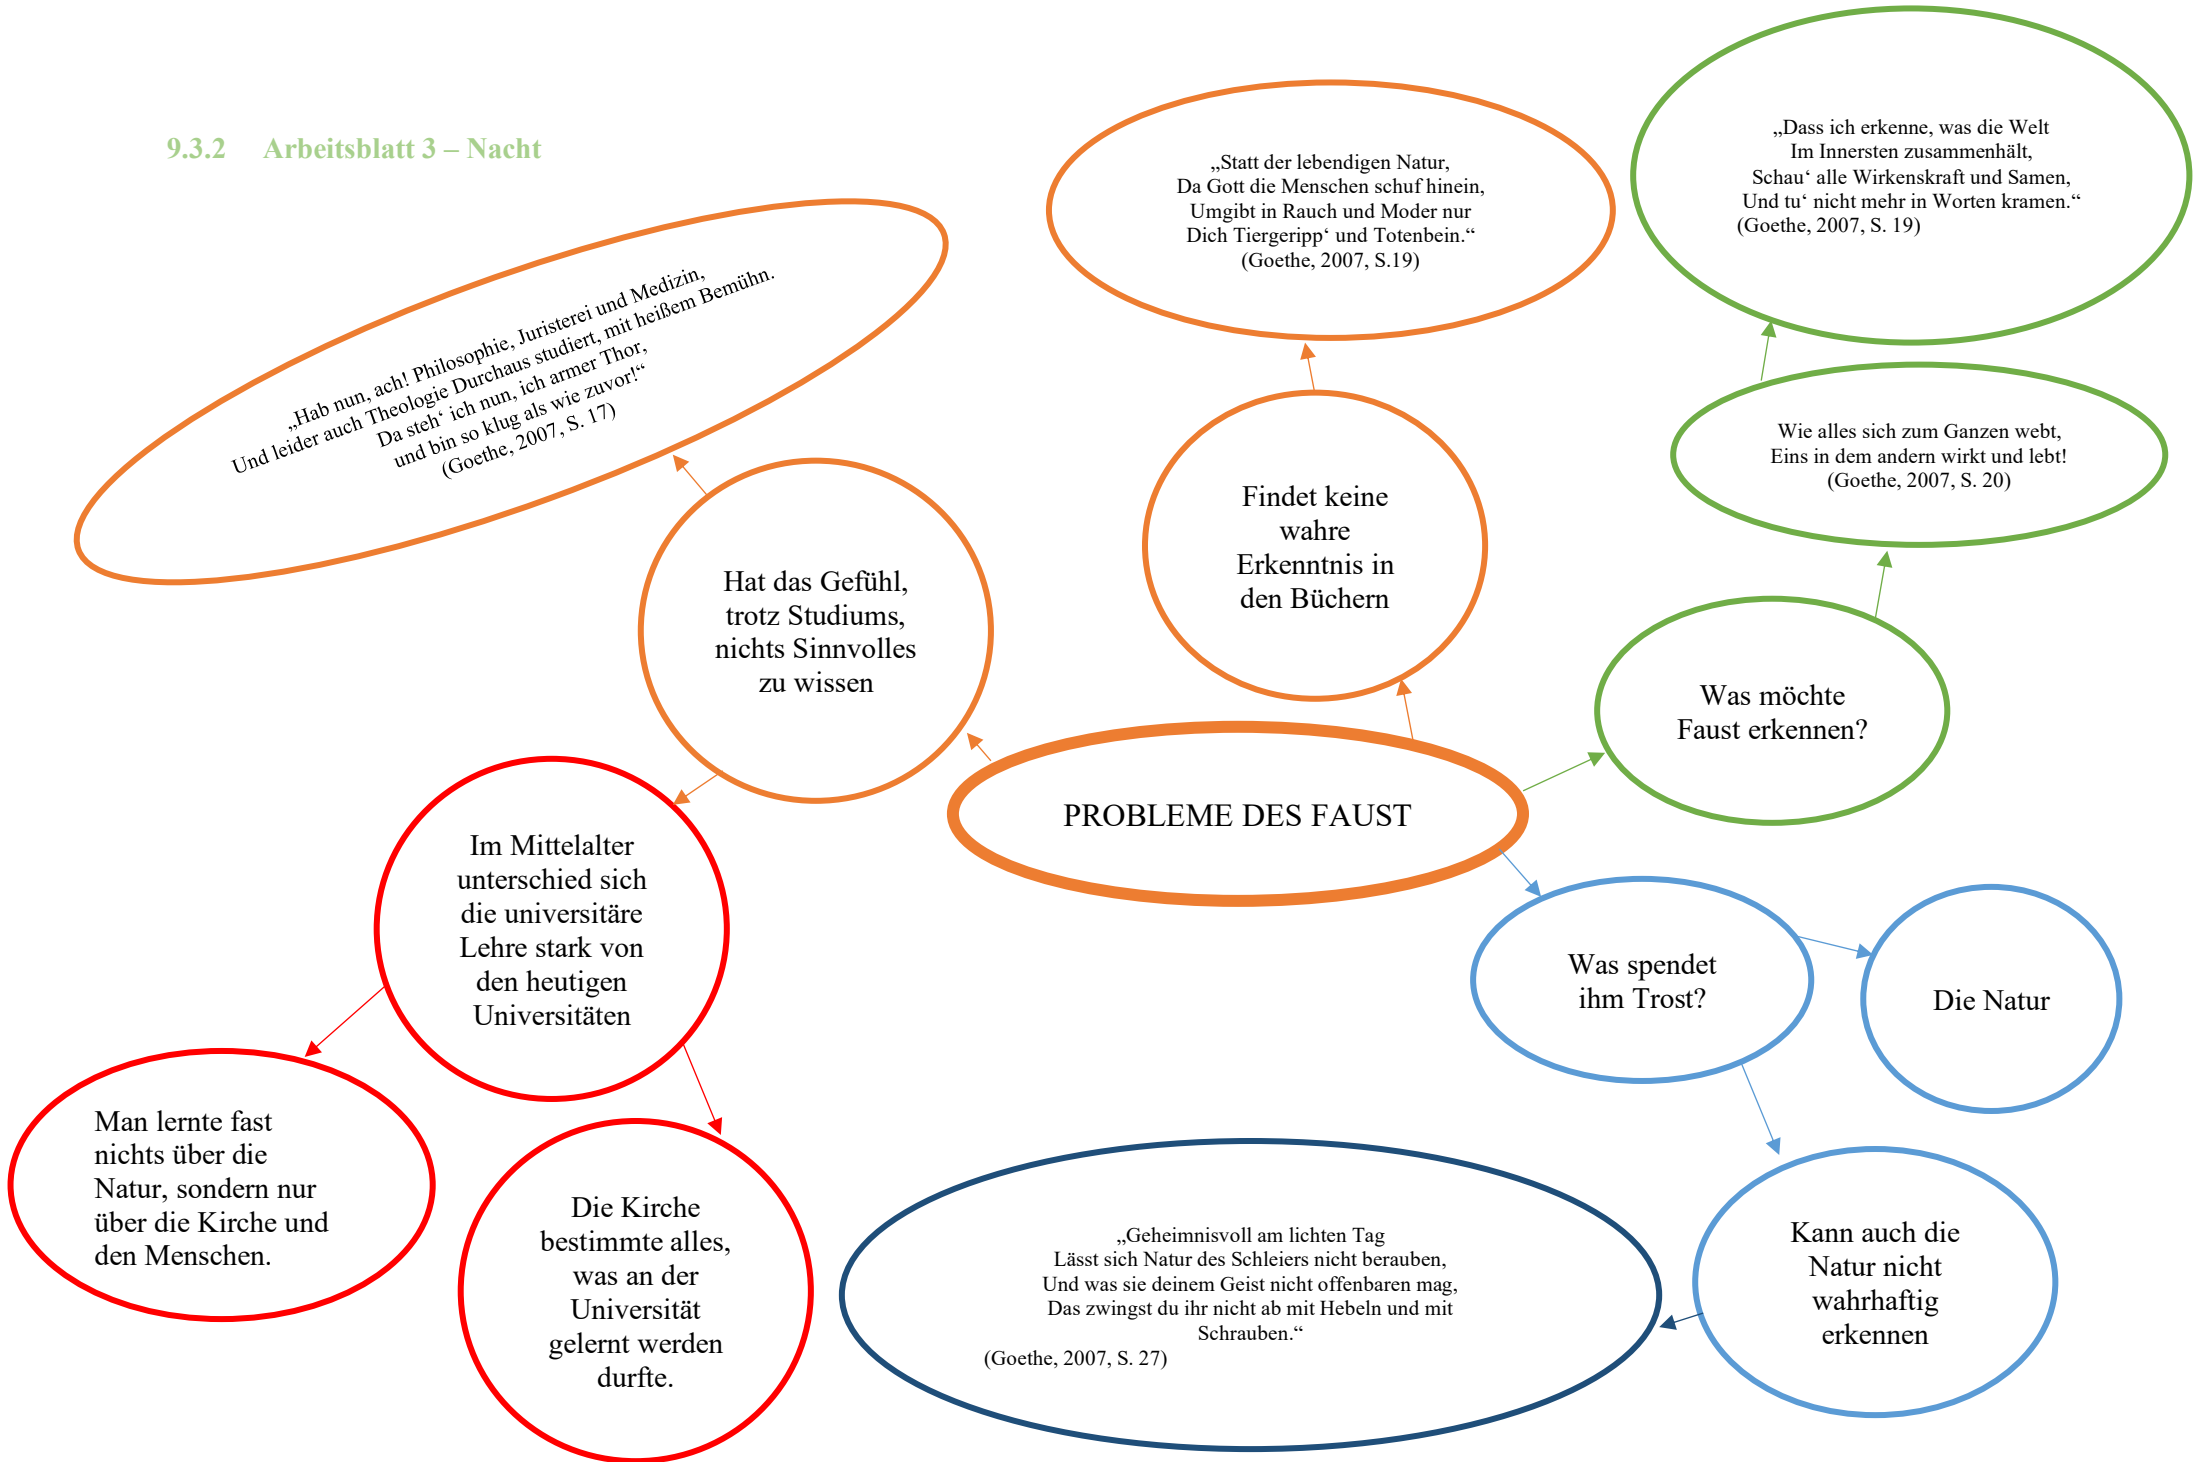 9.3.2 Arbeitsblatt 3 – Nacht
„Hab nun, ach! Philosophie, Juristerei und Medizin,
Und leider auch Theologie Durchaus studiert, mit heißem Bemühn.
Da steh‘ ich nun, ich armer Thor,
und bin so klug als wie zuvor!“
(Goethe, 2007, S. 17)
„Statt der lebendigen Natur,
Da Gott die Menschen schuf hinein,
Umgibt in Rauch und Moder nur
Dich Tiergeripp‘ und Totenbein.“
(Goethe, 2007, S.19)
„Dass ich erkenne, was die Welt
Im Innersten zusammenhält,
Schau‘ alle Wirkenskraft und Samen,
Und tu‘ nicht mehr in Worten kramen.“
(Goethe, 2007, S. 19)
Wie alles sich zum Ganzen webt,
Eins in dem andern wirkt und lebt!
(Goethe, 2007, S. 20)
Findet keine
wahre
Erkenntnis in
den Büchern
Hat das Gefühl,
trotz Studiums,
nichts Sinnvolles
zu wissen
Was möchte
Faust erkennen?
PROBLEME DES FAUST
Im Mittelalter
unterschied sich
die universitäre
Lehre stark von
den heutigen
Universitäten
Was spendet
ihm Trost?
Die Natur
Man lernte fast
nichts über die
Natur, sondern nur
über die Kirche und
den Menschen.
Die Kirche
bestimmte alles,
was an der
Universität
gelernt werden
durfte.
„Geheimnisvoll am lichten Tag
Lässt sich Natur des Schleiers nicht berauben,
Und was sie deinem Geist nicht offenbaren mag,
Das zwingst du ihr nicht ab mit Hebeln und mit
Schrauben.“
(Goethe, 2007, S. 27)
Kann auch die
Natur nicht
wahrhaftig
erkennen